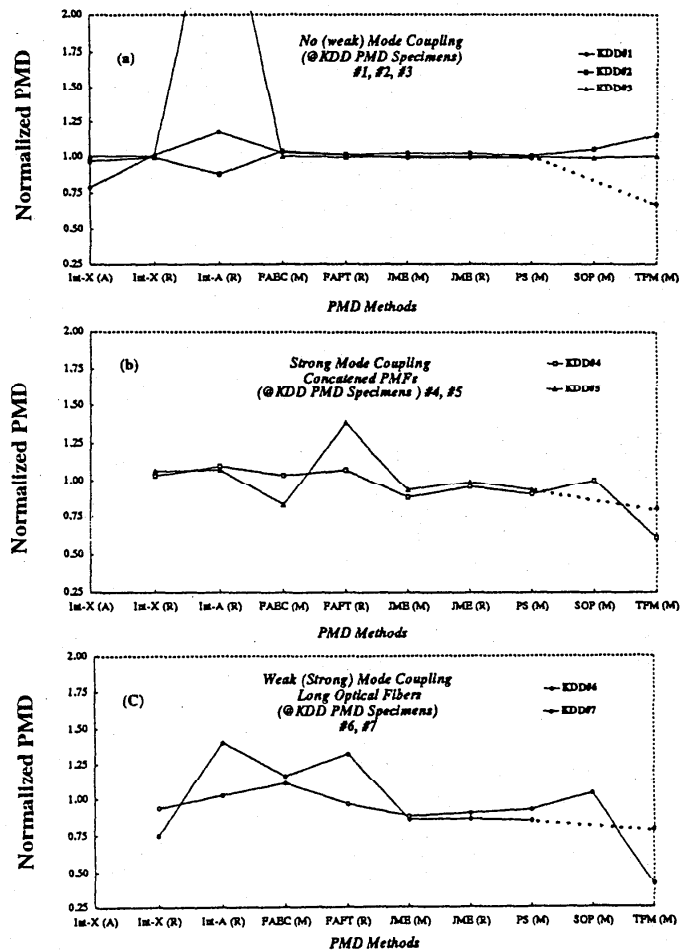 Normalized PMD
2.00
1.75
1.50
1.25
1.00
0.75
0.50
0.25
(a)
No (weak) Mode Coupling
(@KDD PMD Specimens)
#1, #2, #3
KDD#1
KDD#2
KDD#3
Int-X (A) Int-X (R) Int-A (R) FAEC (M) FAFT (R) JME (M) JME (R) PS (M) SOP (M) TPM (M)
PMD Methods
Normalized PMD
2.00
1.75
1.50
1.25
1.00
0.75
0.50
0.25
(b)
Strong Mode Coupling
Concatened PMFs
(@KDD PMD Specimens ) #4, #5
KDD#4
KDD#5
Int-X (A) Int-X (R) Int-A (R) FAEC (M) FAFT (R) JME (M) JME (R) PS (M) SOP (M) TPM (M)
PMD Methods
Normalized PMD
2.00
1.75
1.50
1.25
1.00
0.75
0.50
0.25
(C)
Weak (Strong) Mode Coupling
Long Optical Fibers
(@KDD PMD Specimens)
#6, #7
KDD#6
KDD#7
Int-X (A) Int-X (R) Int-A (R) FAEC (M) FAFT (R) JME (M) JME (R) PS (M) SOP (M) TPM (M)
PMD Methods